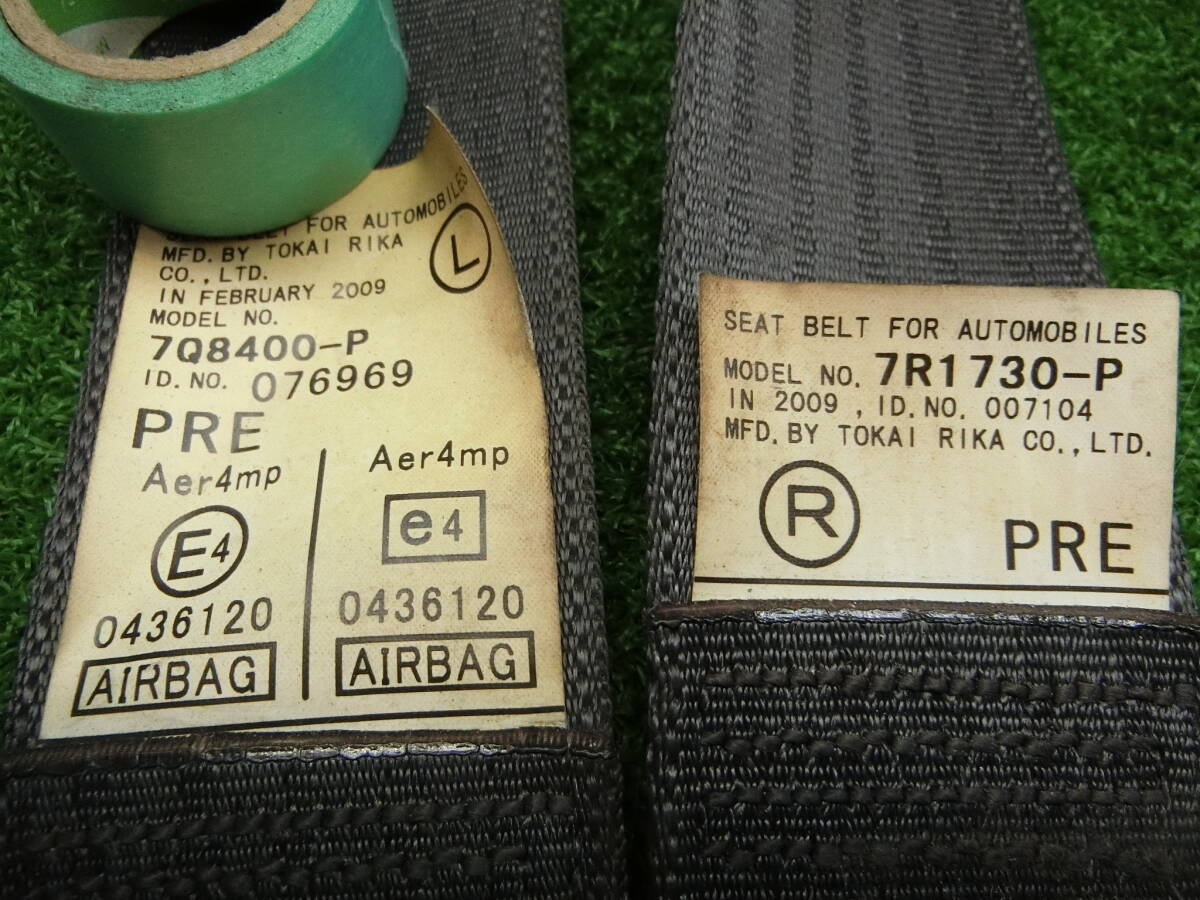 FOR AUTOMOBILES
MFD. BY TOKAI RIKA
CO., LTD.
IN FEBRUARY 2009
L
MODEL NO.
7Q8400-P
ID. NO. 076969
PRE
Aer4mp
E4
0436120
AIRBAG
Aer4mp
e4
0436120
AIRBAG
SEAT BELT FOR AUTOMOBILES
MODEL NO. 7R1730-P
IN 2009 , ID. NO. 007104
MFD. BY TOKAI RIKA CO., LTD.
R
PRE